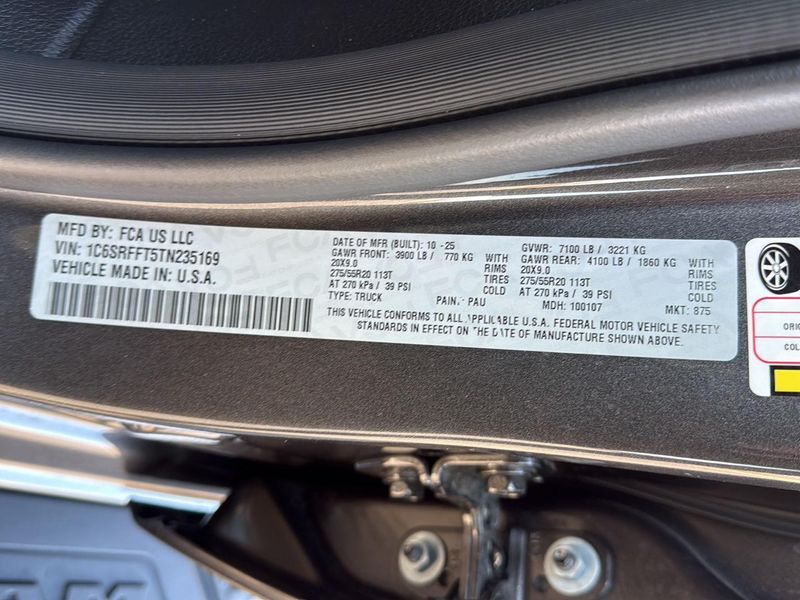 MFD BY: FCA US LLC
VIN: 1C6SRFFT5TN235169
VEHICLE MADE IN U.S.A.
DATE OF MFR (BUILT): 10 -25
GAWR FRONT: 3900 LB / 770 KG WITH
20X9.0 RIMS
275/55R20 113T TIRES
AT 270 kPa / 39 PSI COLD
TYPE: TRUCK
GVWR: 7100 LB / 3221 KG
GAWR REAR: 4100 LB / 1860 KG WITH
20X9.0 RIMS
275/55R20 113T TIRES
AT 270 kPa / 39 PSI COLD
PAIN: PAU MDH: 100107 MKT: 875
THIS VEHICLE CONFORMS TO ALL APPLICABLE U.S.A. FEDERAL MOTOR VEHICLE SAFETY
STANDARDS IN EFFECT ON THE DATE OF MANUFACTURE SHOWN ABOVE.
ORI
COL